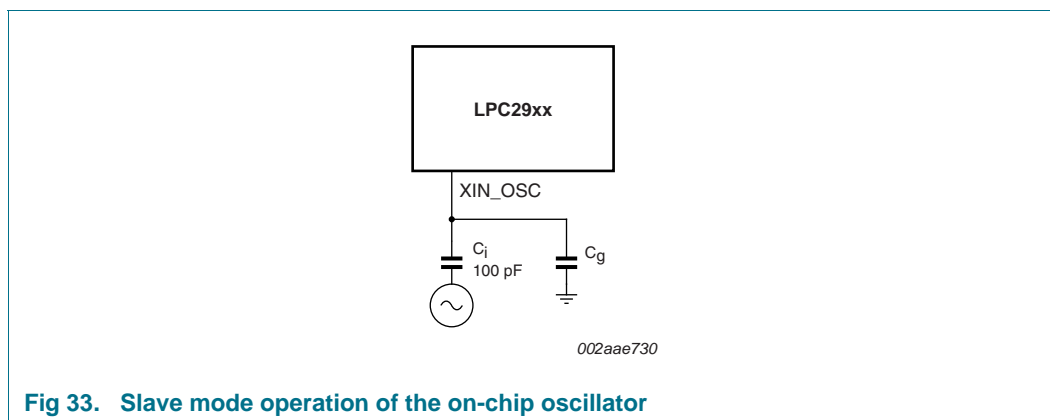 LPC29xx
XIN_OSC
Ci
100 pF
Cg
002aae730
Fig 33. Slave mode operation of the on-chip oscillator